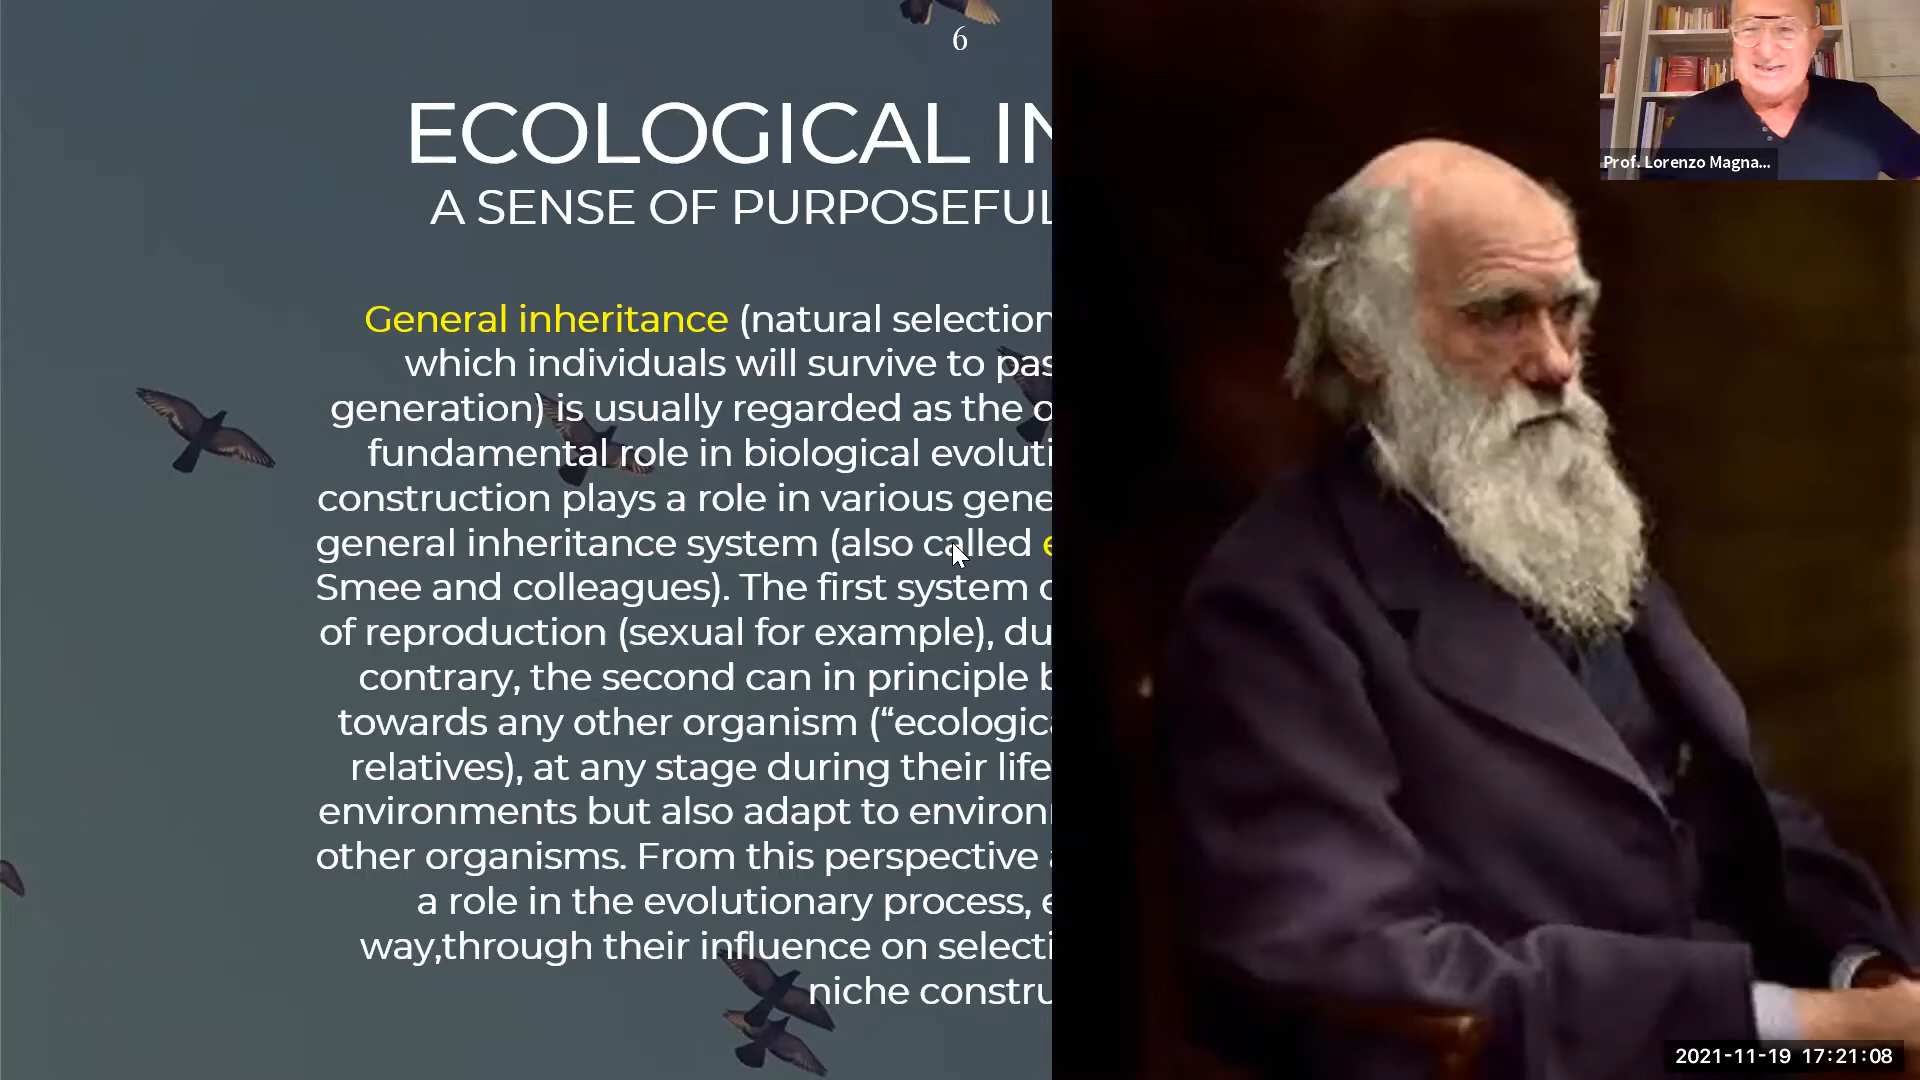 6
ECOLOGICAL IN
A SENSE OF PURPOSEFUL
General inheritance (natural selection
which individuals will survive to pas
generation) is usually regarded as the o
fundamental role in biological evoluti
construction plays a role in various gene
general inheritance system (also called e
Smee and colleagues). The first system o
of reproduction (sexual for example), du
contrary, the second can in principle b
towards any other organism (“ecologica
relatives), at any stage during their life
environments but also adapt to environm
other organisms. From this perspective a
a role in the evolutionary process, e
way,through their influence on selecti
niche constru
Prof. Lorenzo Magna...
2021-11-19 17:21:08